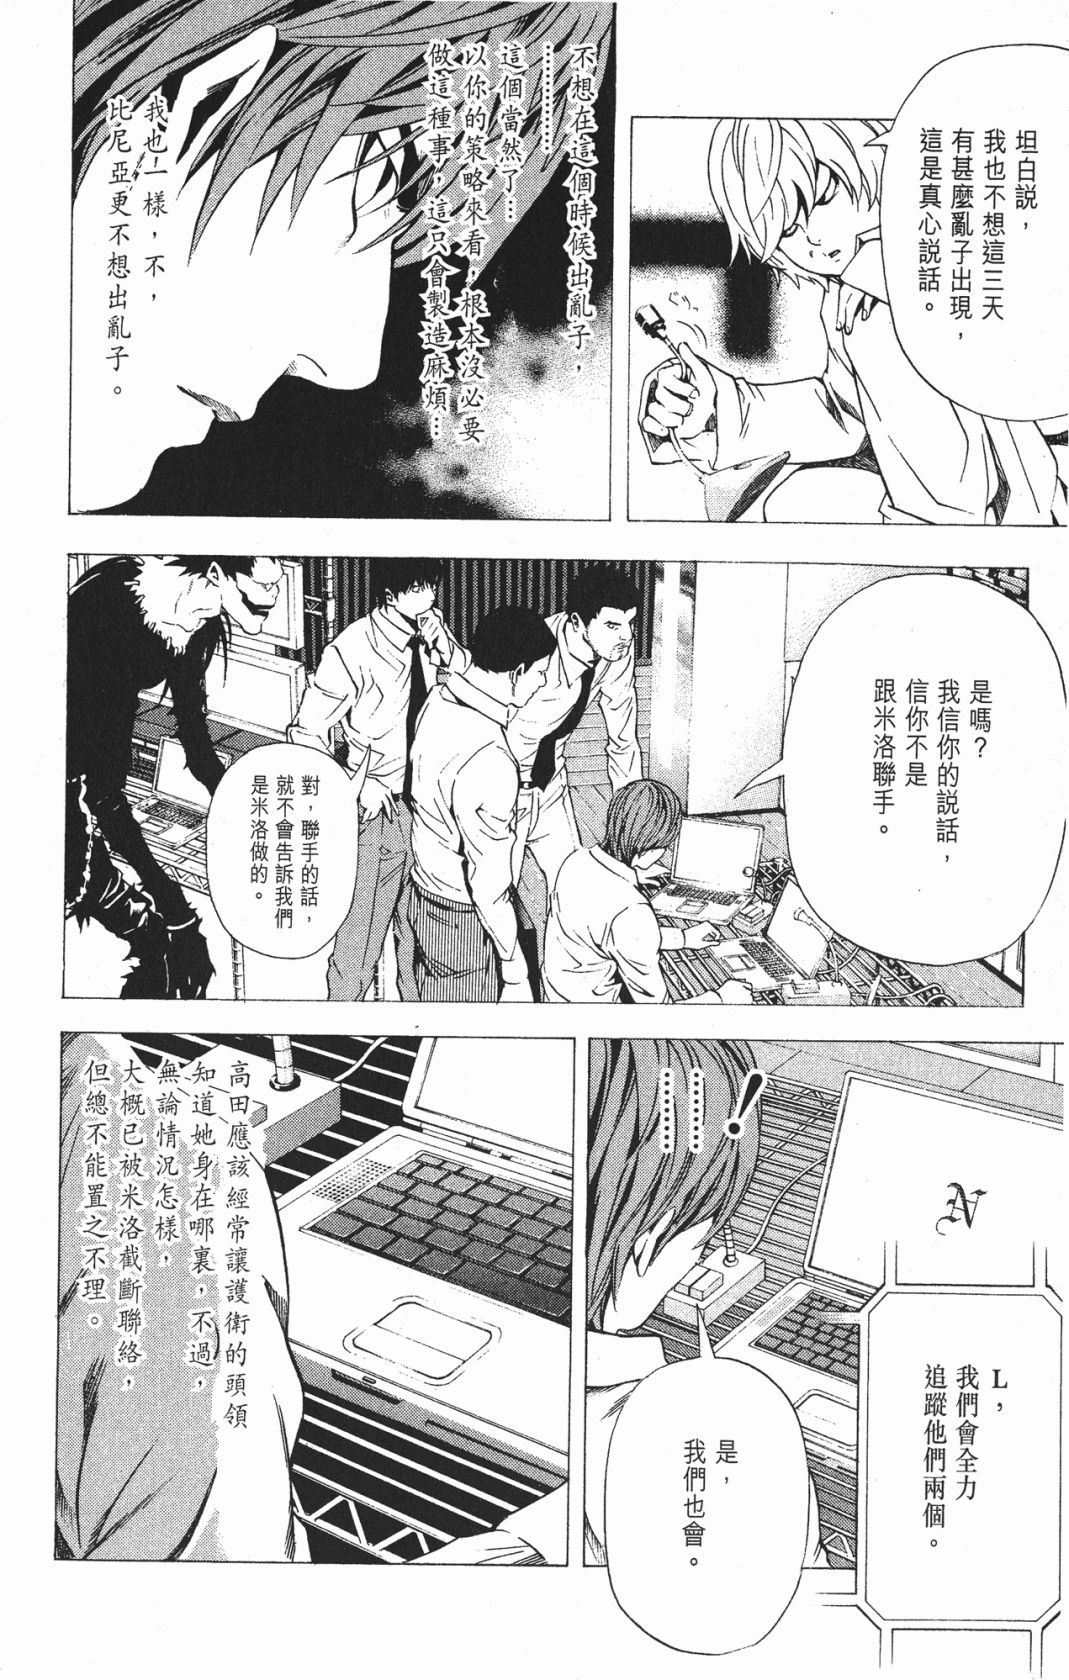 坦白説，
我也不想這三天
有甚麼亂子出現，
這是真心説話。
不想在這個時候出亂子，
…………
這個當然了…
以你的策略來看，根本沒必要
做這種事，這只會製造麻煩…
我也一樣，不，
比尼亞更不想出亂子。
是嗎？
我信你的説話，
信你不是
跟米洛聯手。
對，聯手的話，
就不會告訴我們
是米洛做的。
N
L，
我們會全力
追蹤他們兩個。
！
…………
是，
我們也會。
高田應該經常讓護衛的頭領
知道她身在哪裏，不過，
無論情況怎樣，
大概已被米洛截斷聯絡，
但總不能置之不理。